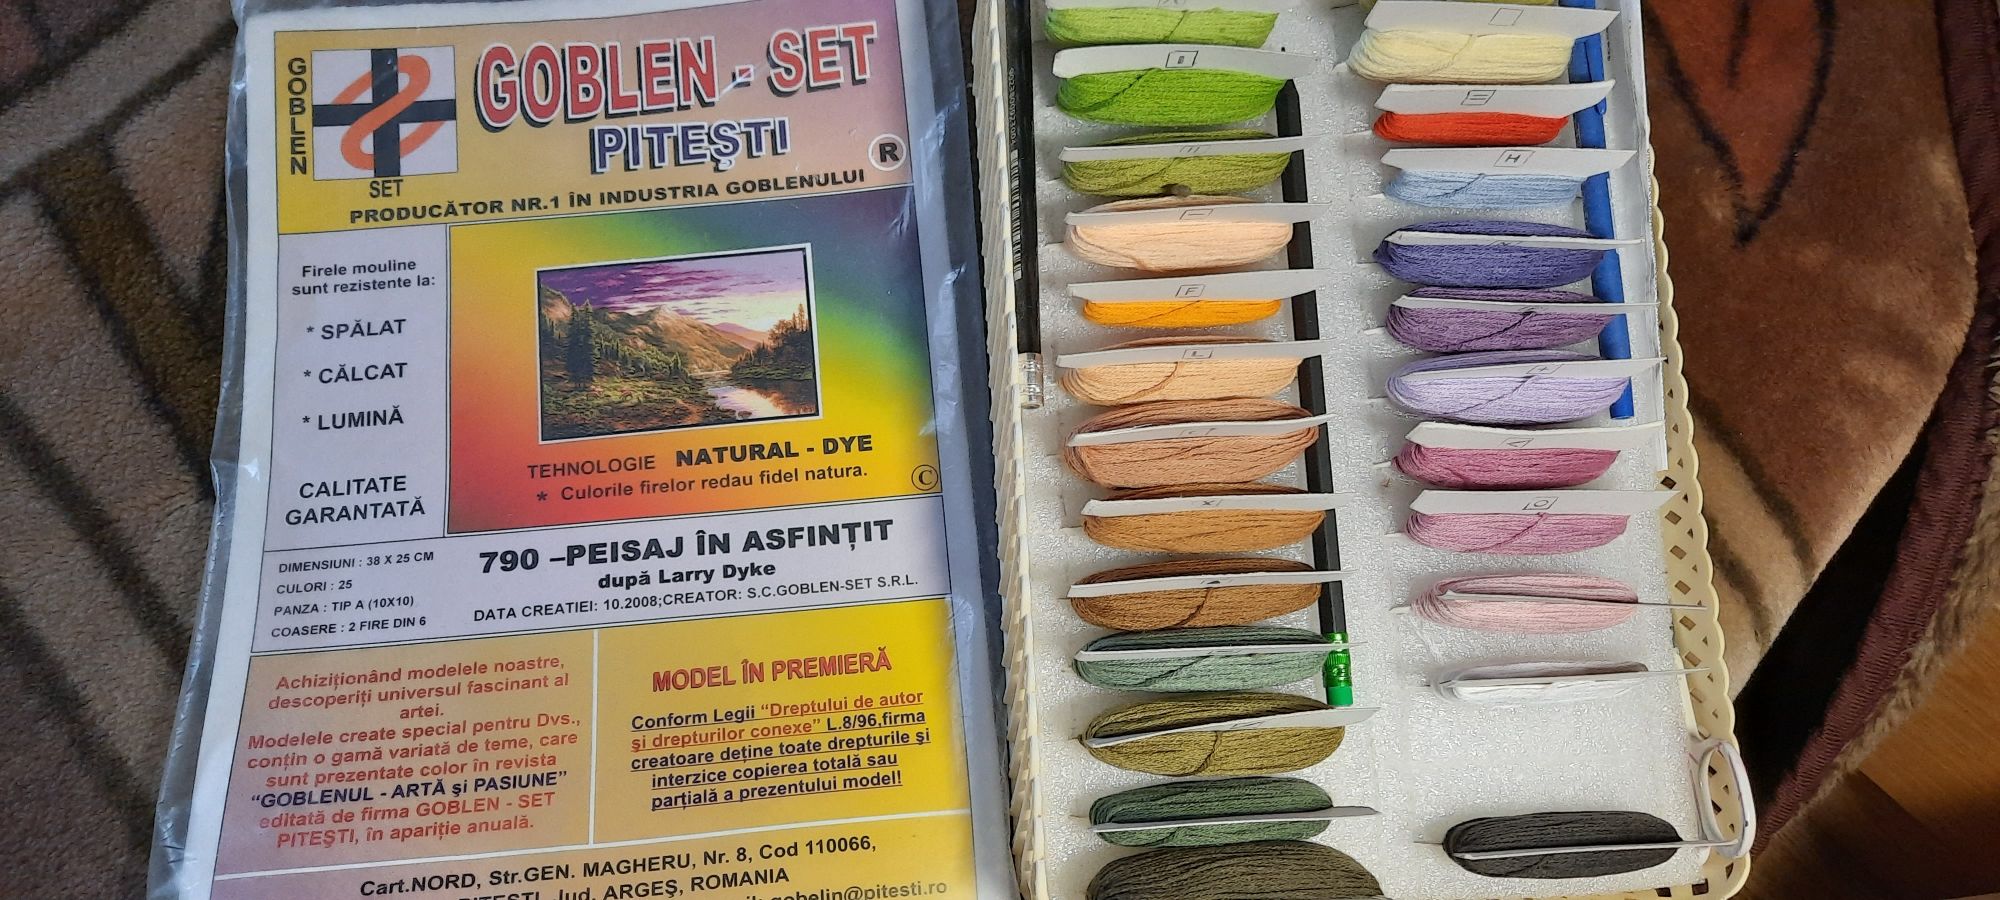 GOBLEN
SET
GOBLEN - SET
PITEŞTI
R
PRODUCĂTOR NR.1 ÎN INDUSTRIA GOBLENULUI
Firele mouline
sunt rezistente la:
* SPĂLAT
* CĂLCAT
* LUMINĂ
CALITATE
GARANTATĂ
TEHNOLOGIE NATURAL - DYE
* Culorile firelor redau fidel natura.
C
DIMENSIUNI : 38 X 25 CM
CULORI : 25
PANZA : TIP A (10X10)
COASERE : 2 FIRE DIN 6
790 –PEISAJ ÎN ASFINŢIT
după Larry Dyke
DATA CREATIEI: 10.2008;CREATOR: S.C.GOBLEN-SET S.R.L.
Achiziţionând modelele noastre,
descoperiţi universul fascinant al
artei.
Modelele create special pentru Dvs.,
conţin o gamă variată de teme, care
sunt prezentate color în revista
“GOBLENUL - ARTĂ şi PASIUNE”
editată de firma GOBLEN - SET
PITEŞTI, în apariţie anuală.
MODEL ÎN PREMIERĂ
Conform Legii “Dreptului de autor
şi drepturilor conexe” L.8/96,firma
creatoare deţine toate drepturile şi
interzice copierea totală sau
parţială a prezentului model!
Cart.NORD, Str.GEN. MAGHERU, Nr. 8, Cod 110066,
PITEŞTI, Jud. ARGEŞ, ROMANIA
gobelin@pitesti.ro
F
L
X
H
+
O